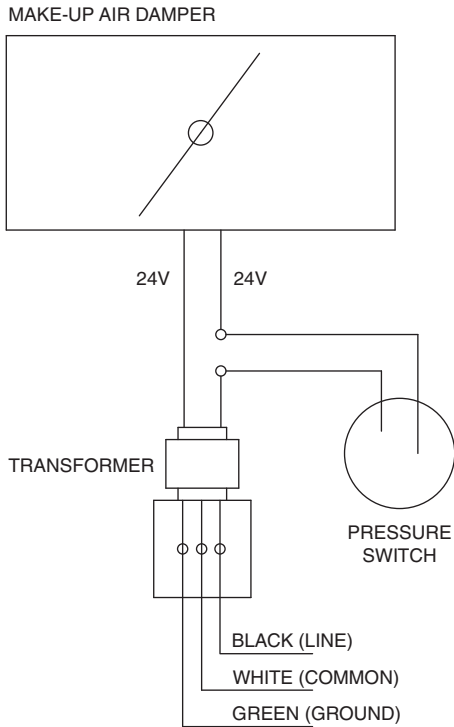 MAKE-UP AIR DAMPER
24V
24V
TRANSFORMER
PRESSURE
SWITCH
BLACK (LINE)
WHITE (COMMON)
GREEN (GROUND)